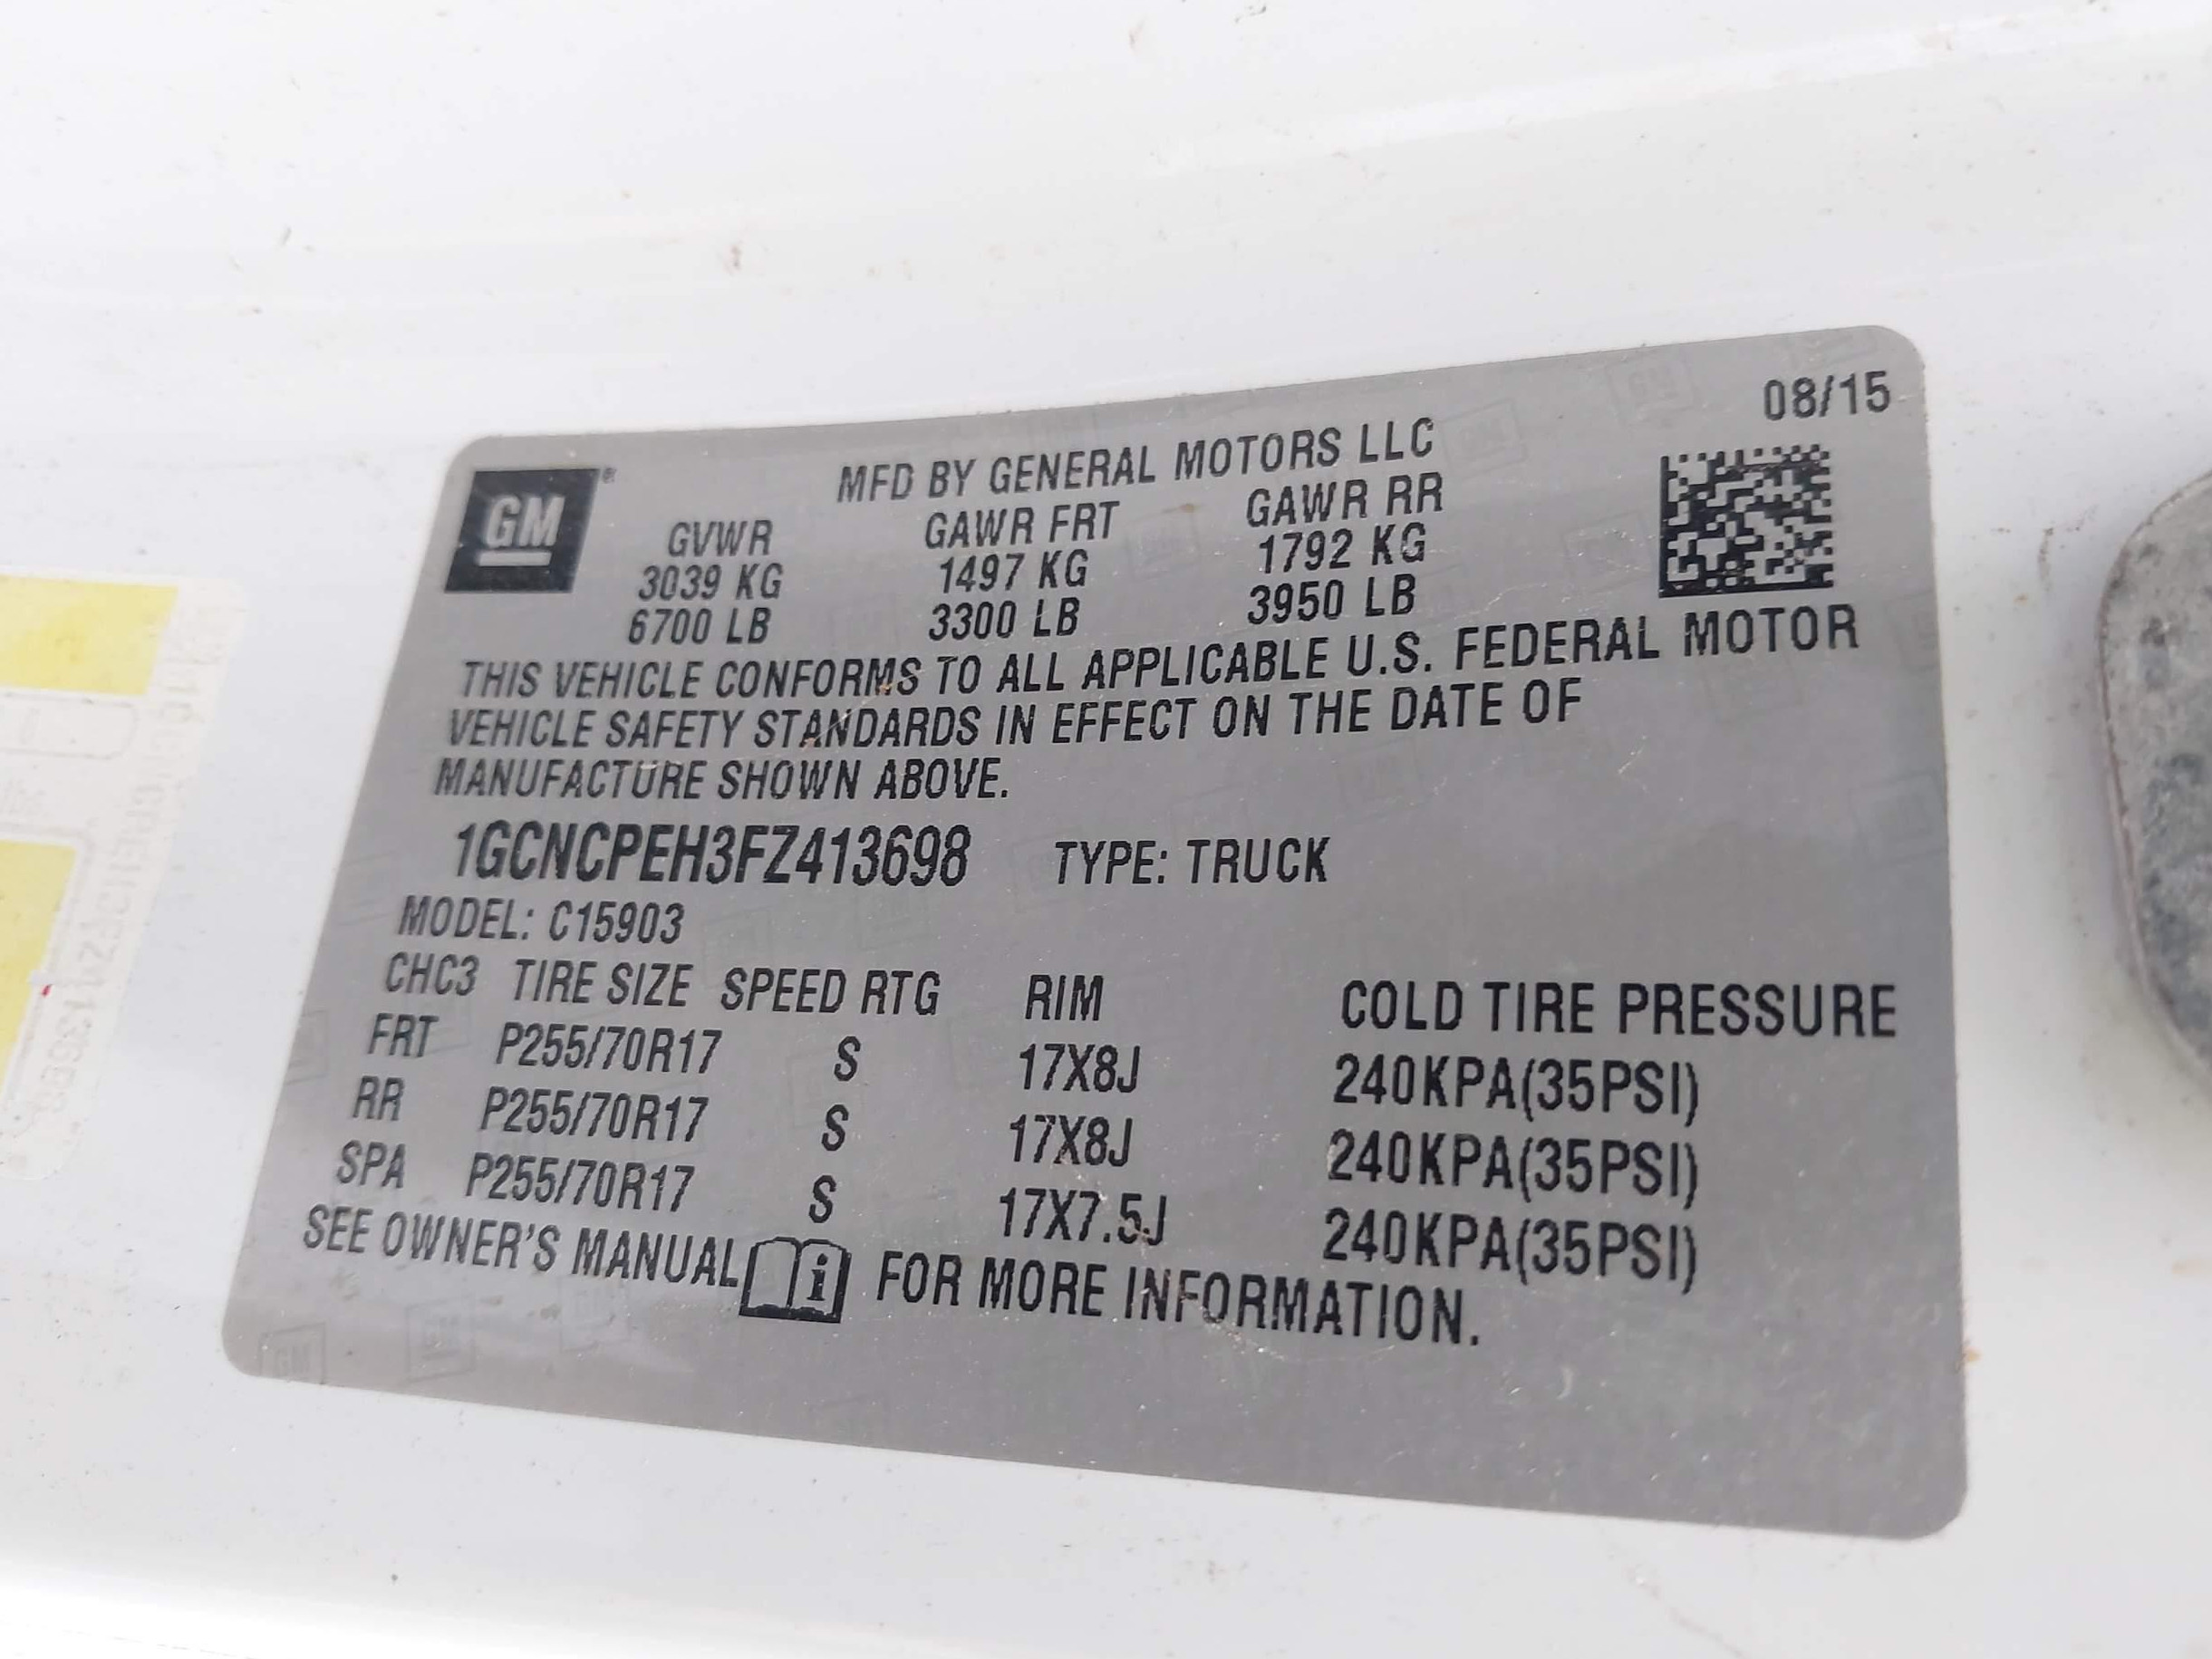 08/15
GM
MFD BY GENERAL MOTORS LLC
GVWR GAWR FRT GAWR RR
3039 KG 1497 KG 1792 KG
6700 LB 3300 LB 3950 LB
THIS VEHICLE CONFORMS TO ALL APPLICABLE U.S. FEDERAL MOTOR
VEHICLE SAFETY STANDARDS IN EFFECT ON THE DATE OF
MANUFACTURE SHOWN ABOVE.
1GCNCPEH3FZ413698 TYPE: TRUCK
MODEL: C15903
CHC3 TIRE SIZE SPEED RTG RIM COLD TIRE PRESSURE
FRT P255/70R17 S 17X8J 240KPA(35PSI)
RR P255/70R17 S 17X8J 240KPA(35PSI)
SPA P255/70R17 S 17X7.5J 240KPA(35PSI)
SEE OWNER'S MANUAL i FOR MORE INFORMATION.